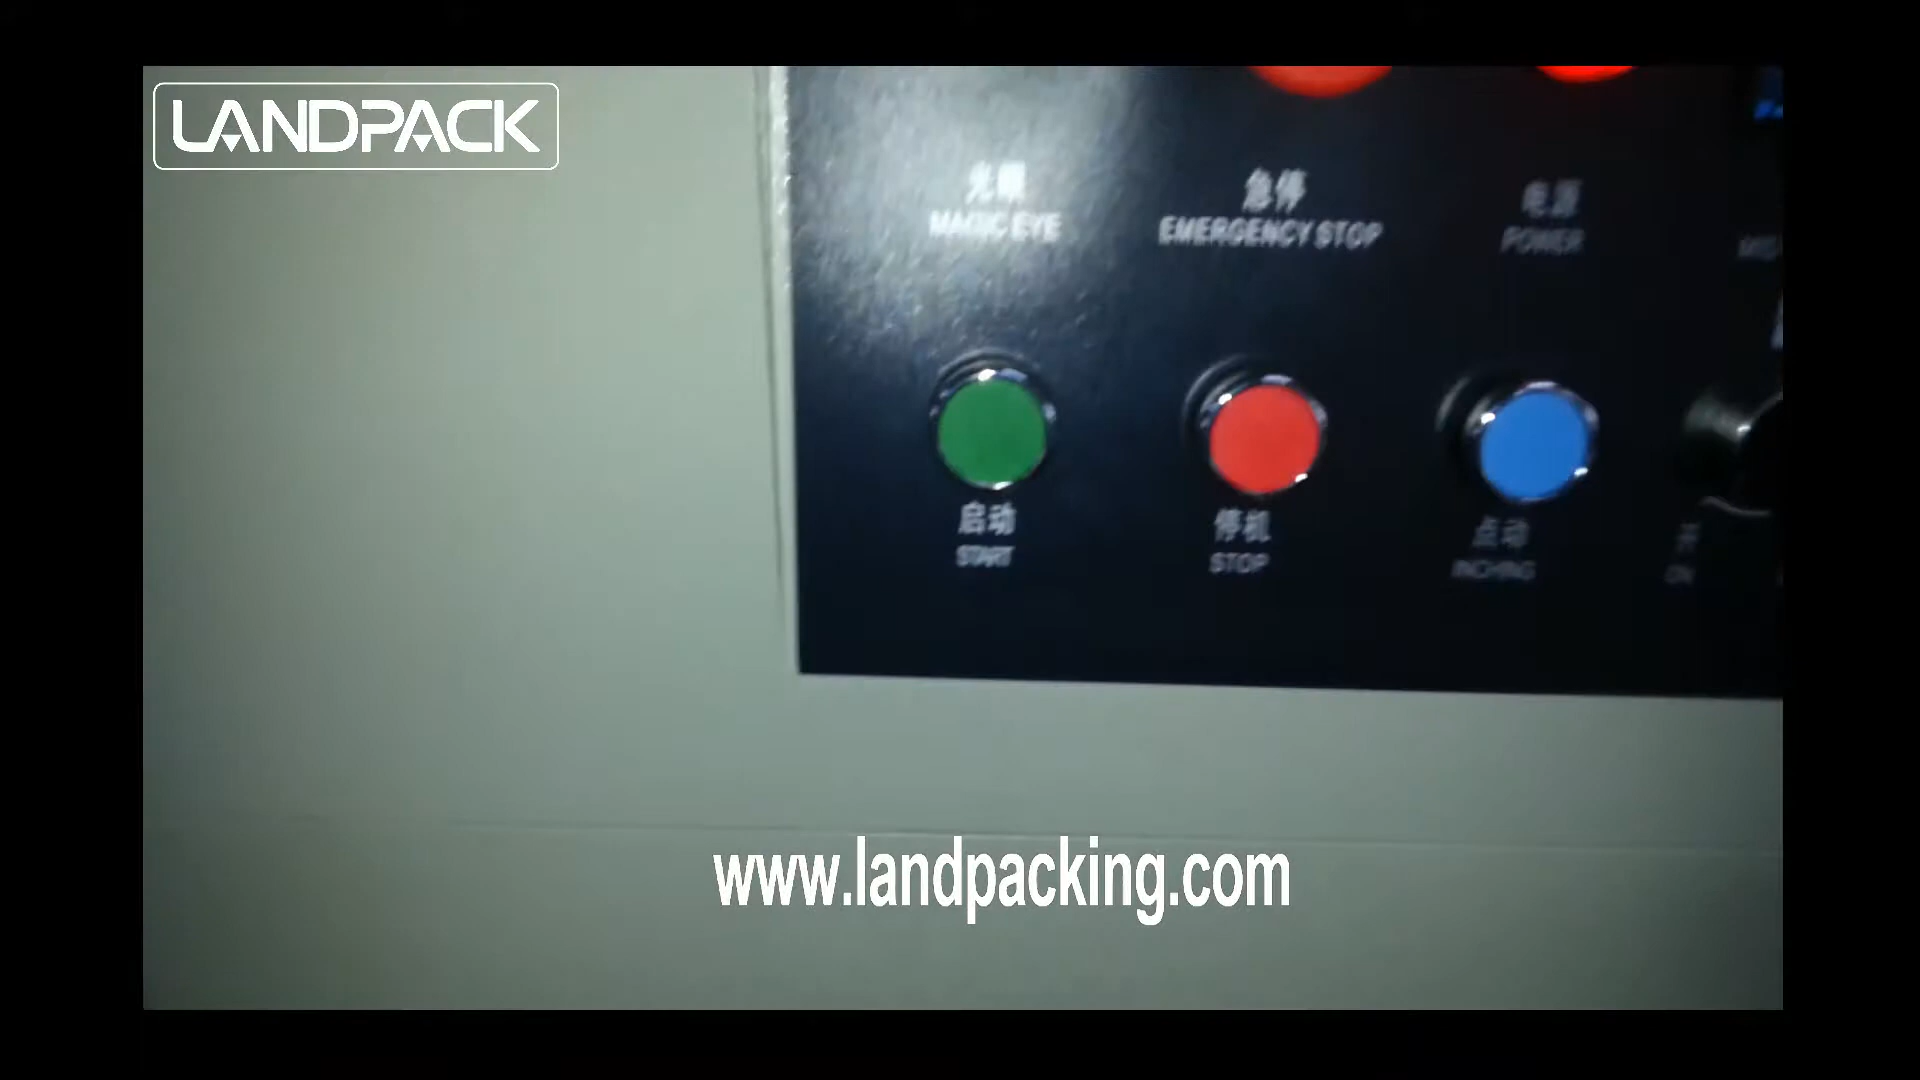 LANDPACK
光眼
MAGIC EYE
急停
EMERGENCY STOP
电源
POWER
启动
START
停机
STOP
点动
INCHING
ON
www.landpacking.com